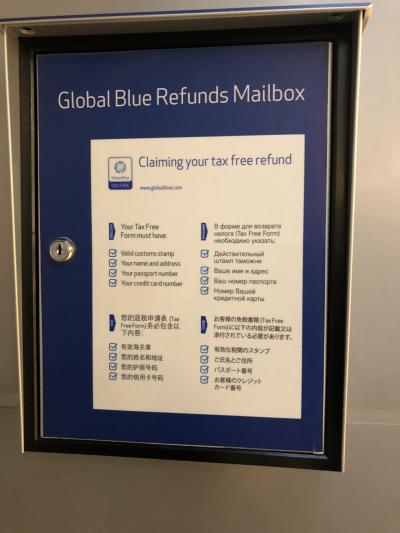 Global Blue Refunds Mailbox
Global Blue
TAX FREE
Claiming your tax free refund
www.globalblue.com
Your Tax Free
Form must have:
Valid customs stamp
Your name and address
Your passport number
Your credit card number
В форме для возврата
налога (Tax Free Form)
необходимо указать:
Действительный
штамп таможни
Ваше имя и адрес
Ваш номер паспорта
Номер Вашей
кредитной карты
您的退税申请表 (Tax
Free Form) 务必包含以
下内容:
有效海关章
您的姓名和地址
您的护照号码
您的信用卡号码
お客様の免税書類 (Tax Free
Form) に以下の内容が記載又は
添付されている必要があります。
有効な税関のスタンプ
ご氏名とご住所
パスポート番号
お客様のクレジット
カード番号